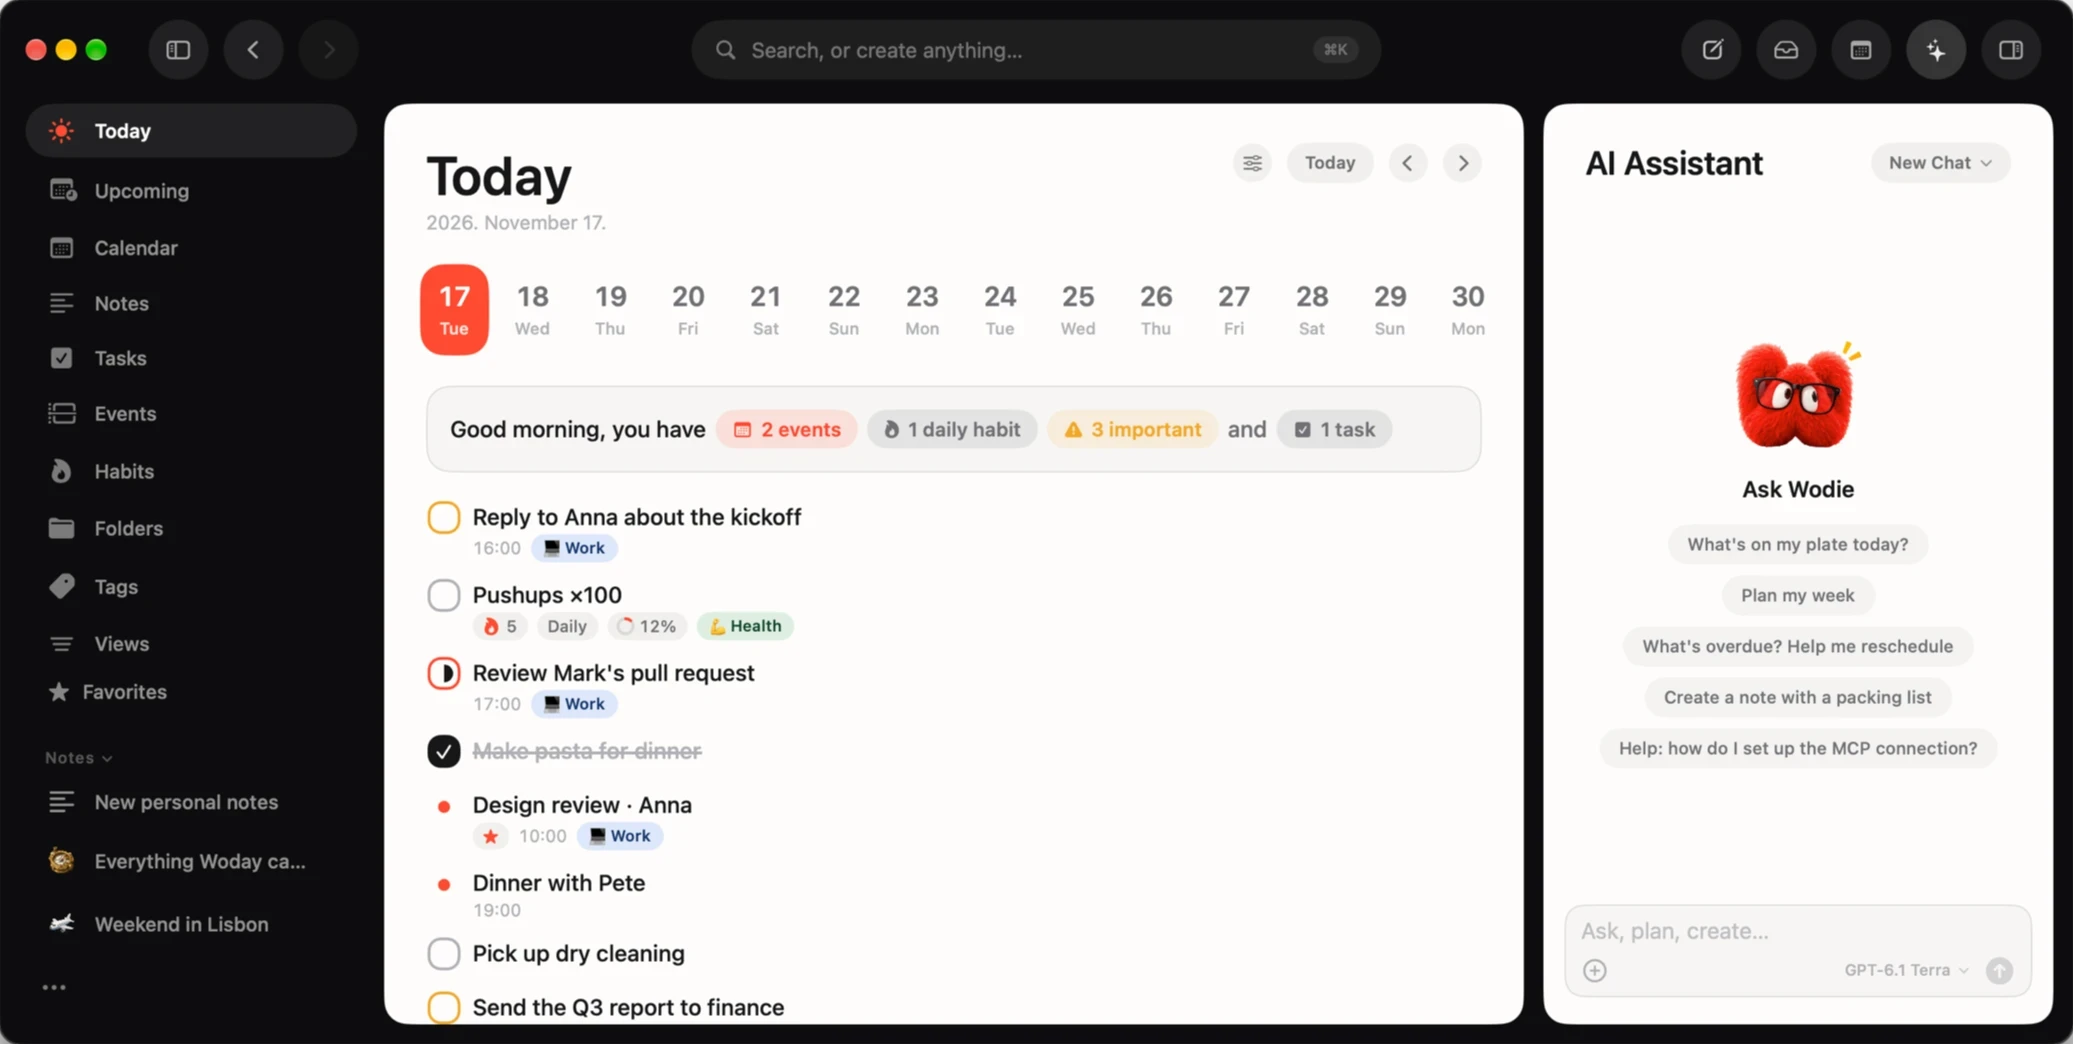 Search, or create anything...
⌘K
Today
Upcoming
Calendar
Notes
Tasks
Events
Habits
Folders
Tags
Views
Favorites
Notes
New personal notes
Everything Woday ca...
Weekend in Lisbon
Today
Today
2026. November 17.
17 18 19 20 21 22 23 24 25 26 27 28 29 30
Tue Wed Thu Fri Sat Sun Mon Tue Wed Thu Fri Sat Sun Mon
Good morning, you have 2 events 1 daily habit 3 important and 1 task
Reply to Anna about the kickoff
16:00 Work
Pushups ×100
5 Daily 12% Health
Review Mark's pull request
17:00 Work
Make pasta for dinner
Design review · Anna
10:00 Work
Dinner with Pete
19:00
Pick up dry cleaning
Send the Q3 report to finance
AI Assistant
New Chat
Ask Wodie
What's on my plate today?
Plan my week
What's overdue? Help me reschedule
Create a note with a packing list
Help: how do I set up the MCP connection?
Ask, plan, create...
GPT-6.1 Terra